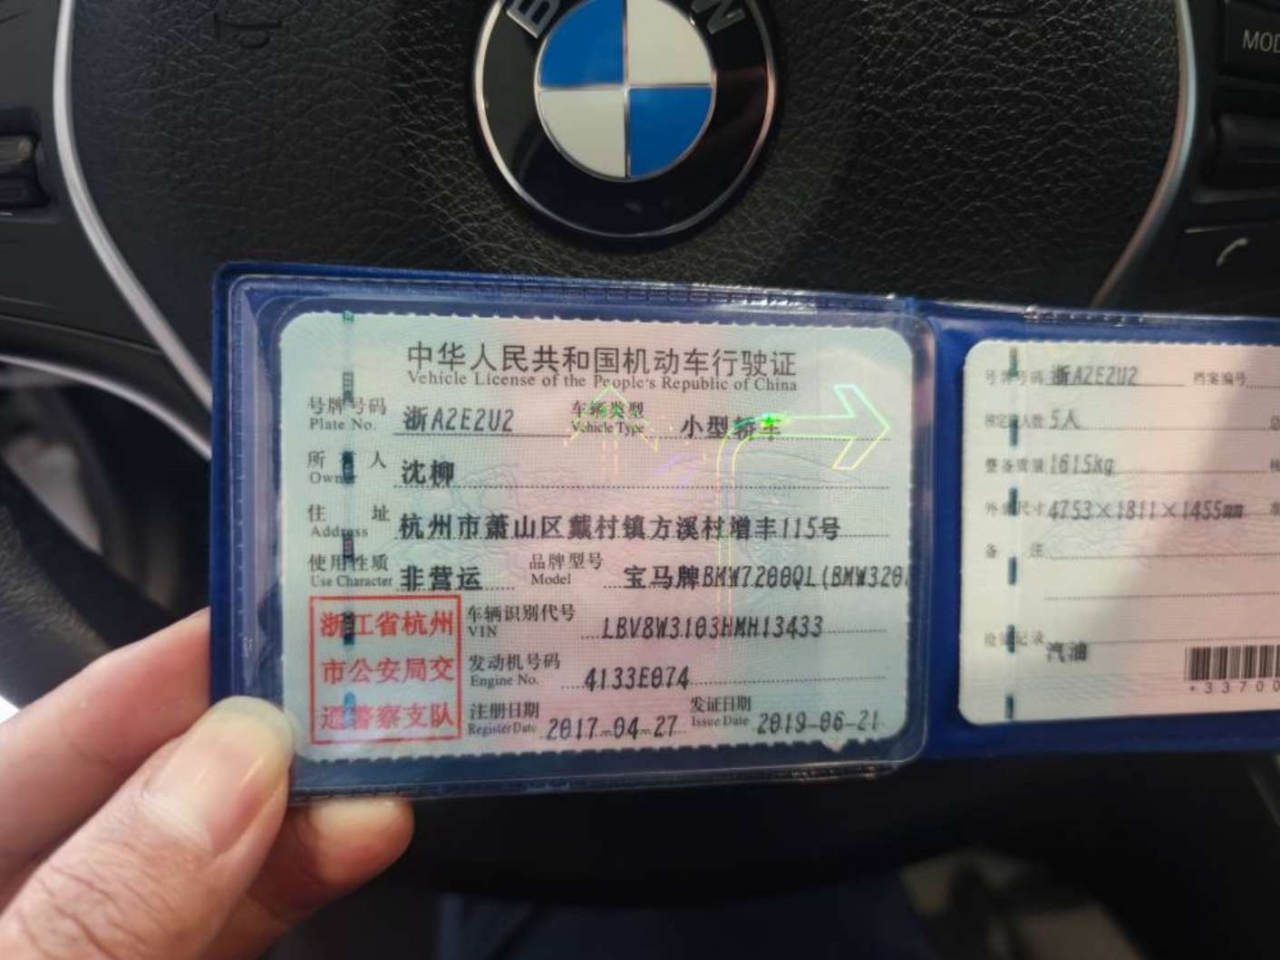 BMW
MOD
中华人民共和国机动车行驶证
Vehicle License of the People's Republic of China
号牌号码 浙A2E2U2 车辆类型 小型轿车
Plate No. Vehicle Type
所有人 沈柳
Owner
住址 杭州市萧山区戴村镇方溪村增丰115号
Address
使用性质 非营运 品牌型号 宝马牌BMW7200QL(BMW320
Use Character Model
浙江省杭州
市公安局交
通警察支队
车辆识别代号 LBV8W3103HMH13433
VIN
发动机号码 4133E074
Engine No.
注册日期 2017-04-27 发证日期 2019-06-21
Register Date Issue Date
号牌号码 浙A2E2U2 档案编号
核定载人数 5人
整备质量 1615kg
外廓尺寸 4753×1811×1455mm
备注
检验记录 汽油
+33700